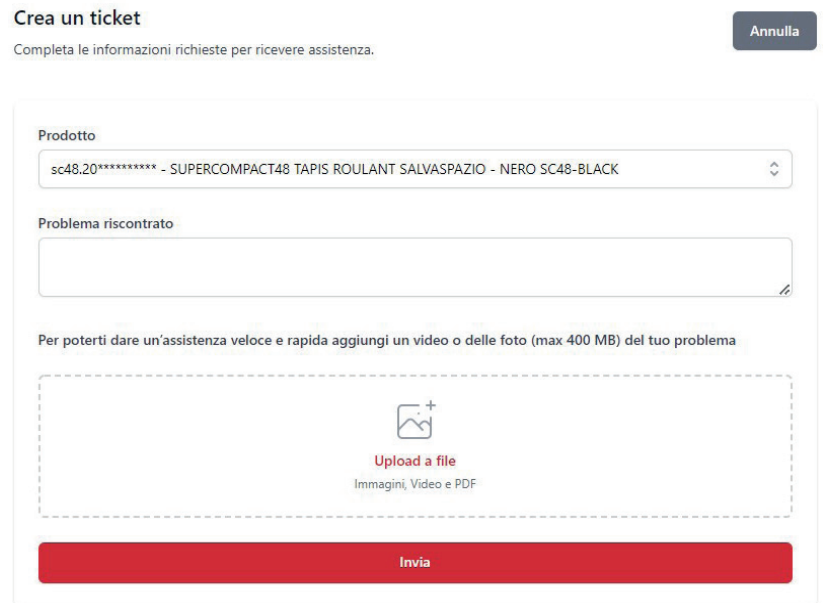 Crea un ticket
Annulla
Completa le informazioni richieste per ricevere assistenza.
Prodotto
sc48.20********** - SUPERCOMPACT48 TAPIS ROULANT SALVASPAZIO - NERO SC48-BLACK
Problema riscontrato
Per poterti dare un'assistenza veloce e rapida aggiungi un video o delle foto (max 400 MB) del tuo problema
Upload a file
Immagini, Video e PDF
Invia